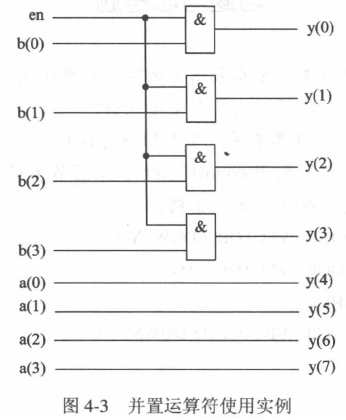 en
&
y(0)
b(0)
&
y(1)
b(1)
&
y(2)
b(2)
&
y(3)
b(3)
a(0)
y(4)
a(1)
y(5)
a(2)
y(6)
a(3)
y(7)
图 4-3 并置运算符使用实例